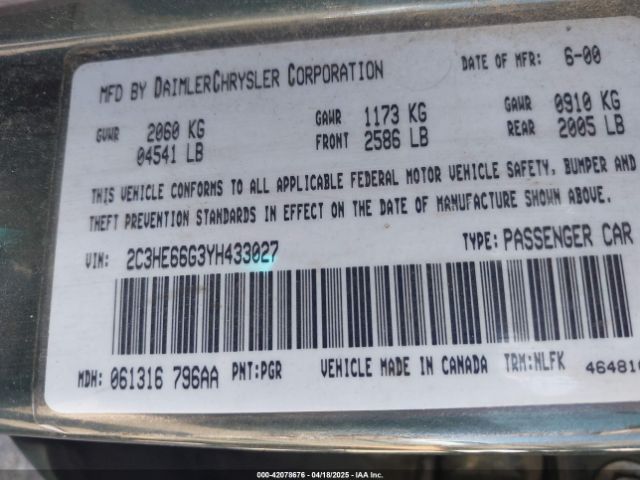 MFD BY DAIMLERCHRYSLER CORPORATION DATE OF MFR: 6-00
GVWR 2060 KG GAWR 1173 KG GAWR 0910 KG
04541 LB FRONT 2586 LB REAR 2005 LB
THIS VEHICLE CONFORMS TO ALL APPLICABLE FEDERAL MOTOR VEHICLE SAFETY, BUMPER AND
THEFT PREVENTION STANDARDS IN EFFECT ON THE DATE OF MANUFACTURE SHOWN ABOVE.
VIN: 2C3HE66G3YH433027 TYPE: PASSENGER CAR
MDH: 061316 796AA PNT:PGR VEHICLE MADE IN CANADA TRM:NLFK
000-42078676 - 04/18/2025 - IAA Inc.